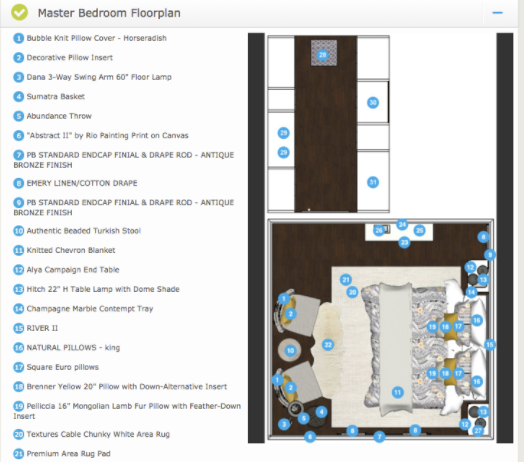 Master Bedroom Floorplan
1 Bubble Knit Pillow Cover - Horseradish
2 Decorative Pillow Insert
3 Dana 3-Way Swing Arm 60" Floor Lamp
4 Sumatra Basket
5 Abundance Throw
6 "Abstract II" by Rio Painting Print on Canvas
7 PB STANDARD ENDCAP FINIAL & DRAPE ROD - ANTIQUE
BRONZE FINISH
8 EMERY LINEN/COTTON DRAPE
9 PB STANDARD ENDCAP FINIAL & DRAPE ROD - ANTIQUE
BRONZE FINISH
10 Authentic Beaded Turkish Stool
11 Knitted Chevron Blanket
12 Alya Campaign End Table
13 Hitch 22" H Table Lamp with Dome Shade
14 Champagne Marble Contempt Tray
15 RIVER II
16 NATURAL PILLOWS - king
17 Square Euro pillows
18 Brenner Yellow 20" Pillow with Down-Alternative Insert
19 Pelliccia 16" Mongolian Lamb Fur Pillow with Feather-Down
Insert
20 Textures Cable Chunky White Area Rug
21 Premium Area Rug Pad
28
30
29
29
31
24
26 25
23
8
9
12
13
14
21
20
1
2
16
19 18 17
22
15
10
19 18 17
1
2
16
11
5 4
3
13
12
27
8 8
6 7